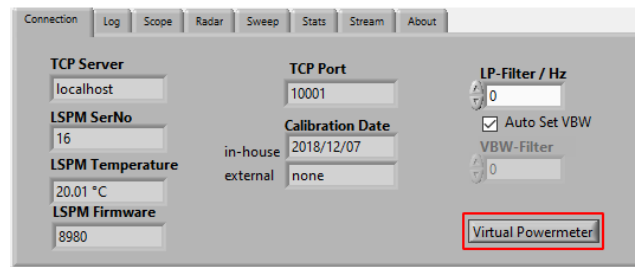 Connection Log Scope Radar Sweep Stats Stream About
TCP Server
localhost
LSPM SerNo
16
LSPM Temperature
20.01 °C
LSPM Firmware
8980
TCP Port
10001
Calibration Date
in-house 2018/12/07
external none
LP-Filter / Hz
0
Auto Set VBW
VBW-Filter
0
Virtual Powermeter